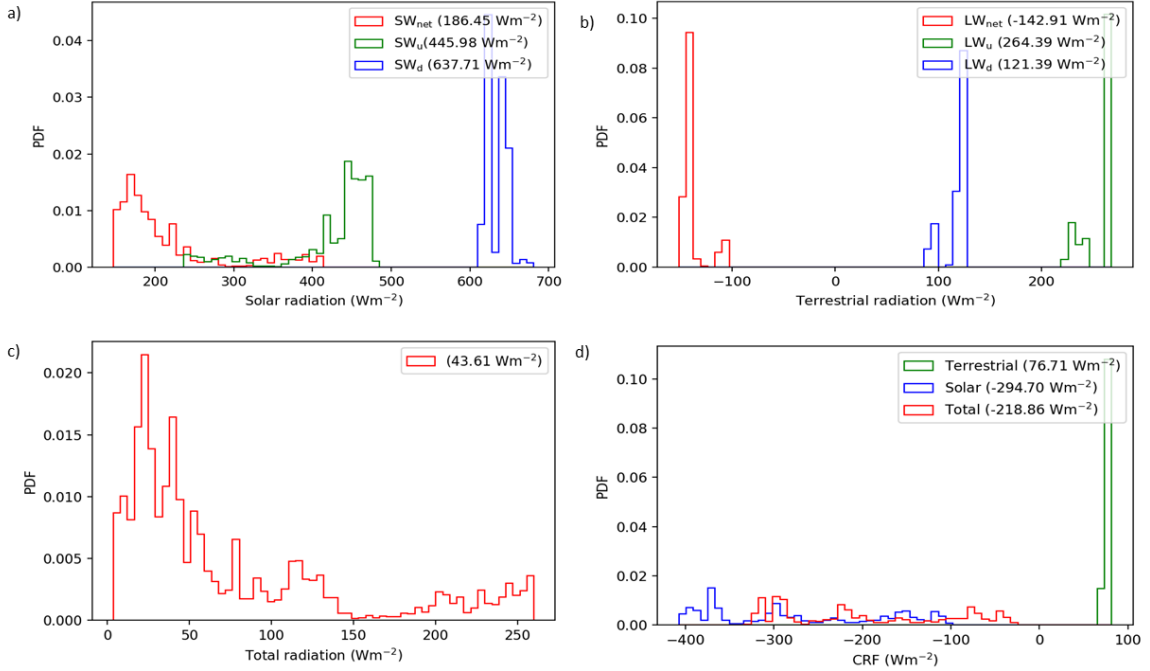 a)
SW_net (186.45 Wm⁻²)
SW_u(445.98 Wm⁻²)
SW_d (637.71 Wm⁻²)
0.04
0.03
0.02
0.01
0.00
PDF
200 300 400 500 600 700
Solar radiation (Wm⁻²)
b)
LW_net (-142.91 Wm⁻²)
LW_u (264.39 Wm⁻²)
LW_d (121.39 Wm⁻²)
0.10
0.08
0.06
0.04
0.02
0.00
PDF
−100 0 100 200
Terrestrial radiation (Wm⁻²)
c)
(43.61 Wm⁻²)
0.020
0.015
0.010
0.005
0.000
PDF
0 50 100 150 200 250
Total radiation (Wm⁻²)
d)
Terrestrial (76.71 Wm⁻²)
Solar (-294.70 Wm⁻²)
Total (-218.86 Wm⁻²)
0.10
0.08
0.06
0.04
0.02
0.00
PDF
−400 −300 −200 −100 0 100
CRF (Wm⁻²)